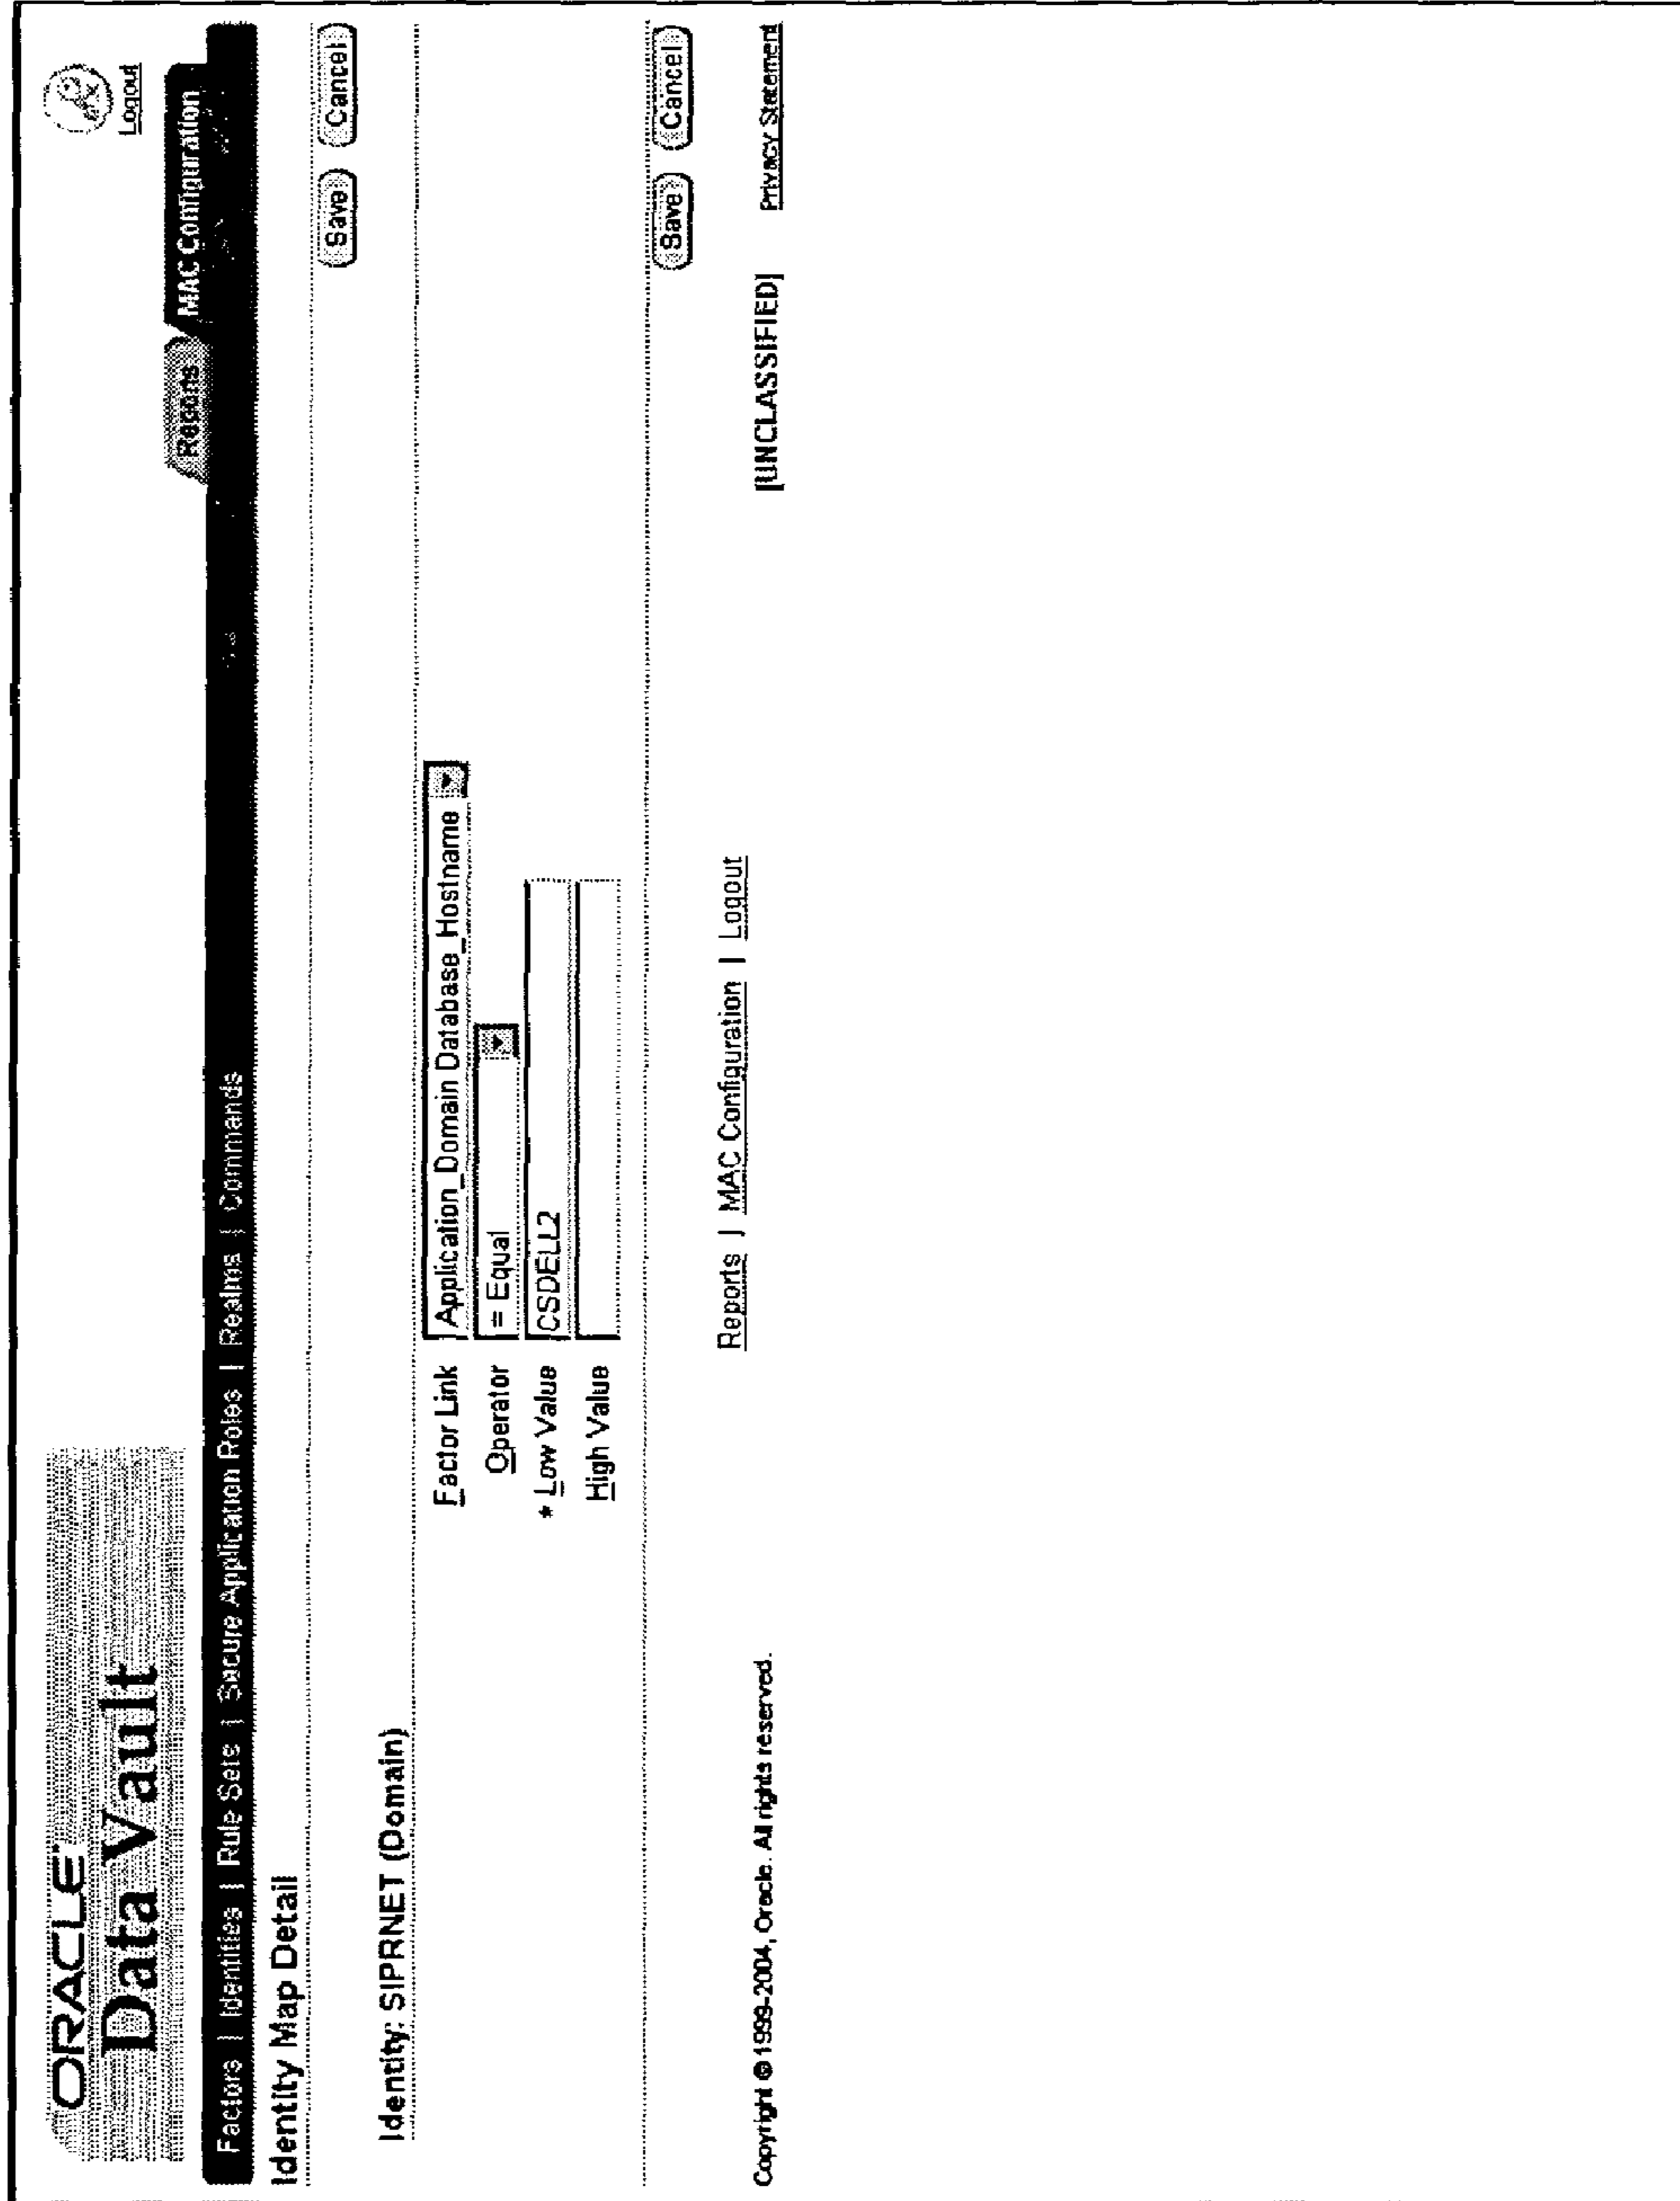 ORACLE
Data Vault
Logout
Reports
MAC Configuration
Factors | Identities | Rule Sets | Secure Application Roles | Realms | Commands
Identity Map Detail
Save Cancel
Identity: SIPRNET (Domain)
Factor Link Application_Domain Database_Hostname
Operator = Equal
* Low Value CSDELL2
High Value
Save Cancel
Reports | MAC Configuration | Logout
Copyright © 1999-2004, Oracle. All rights reserved. [UNCLASSIFIED] Privacy Statement